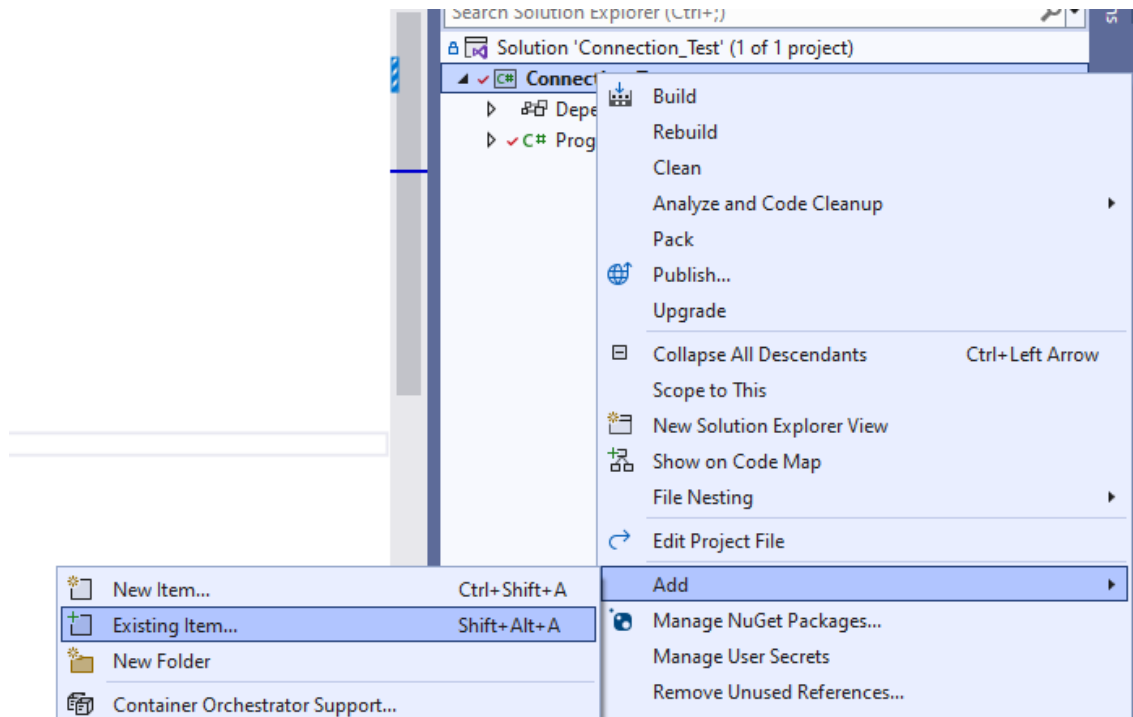 Search Solution Explorer (Ctrl+;)
Solution 'Connection_Test' (1 of 1 project)
C# Connec
Depe
C# Prog
Build
Rebuild
Clean
Analyze and Code Cleanup
Pack
Publish...
Upgrade
Collapse All Descendants Ctrl+Left Arrow
Scope to This
New Solution Explorer View
Show on Code Map
File Nesting
Edit Project File
Add
Manage NuGet Packages...
Manage User Secrets
Remove Unused References...
New Item... Ctrl+Shift+A
Existing Item... Shift+Alt+A
New Folder
Container Orchestrator Support...